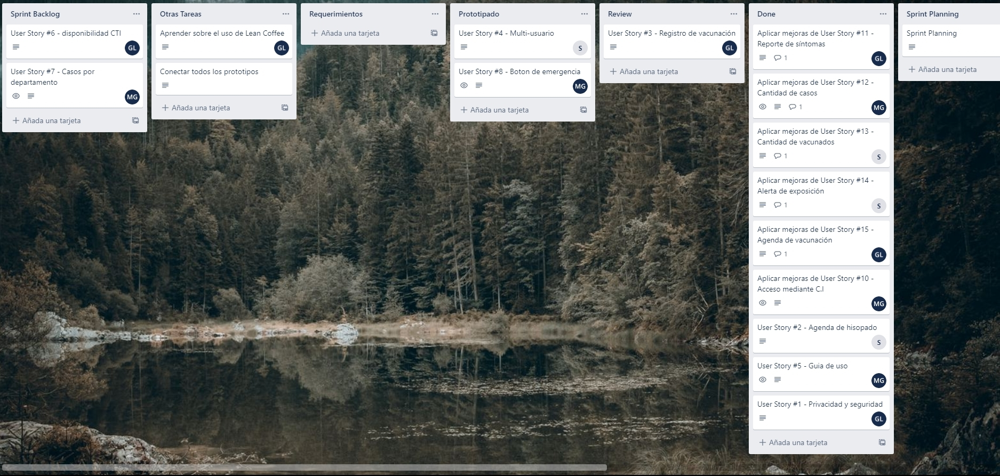 Sprint Backlog
User Story #6 - disponibilidad CTI
GL
User Story #7 - Casos por
departamento
MG
Añada una tarjeta
Otras Tareas
Aprender sobre el uso de Lean Coffee
GL
Conectar todos los prototipos
Añada una tarjeta
Requerimientos
Añada una tarjeta
Prototipado
User Story #4 - Multi-usuario
S
User Story #8 - Boton de emergencia
MG
Añada una tarjeta
Review
User Story #3 - Registro de vacunación
GL
Añada una tarjeta
Done
Aplicar mejoras de User Story #11 -
Reporte de síntomas
1
GL
Aplicar mejoras de User Story #12 -
Cantidad de casos
1
MG
Aplicar mejoras de User Story #13 -
Cantidad de vacunados
1
S
Aplicar mejoras de User Story #14 -
Alerta de exposición
1
S
Aplicar mejoras de User Story #15 -
Agenda de vacunación
1
GL
Aplicar mejoras de User Story #10 -
Acceso mediante C.I
MG
User Story #2 - Agenda de hisopado
S
User Story #5 - Guia de uso
MG
User Story #1 - Privacidad y seguridad
GL
Añada una tarjeta
Sprint Planning
Sprint Planning
Añada una tarjeta